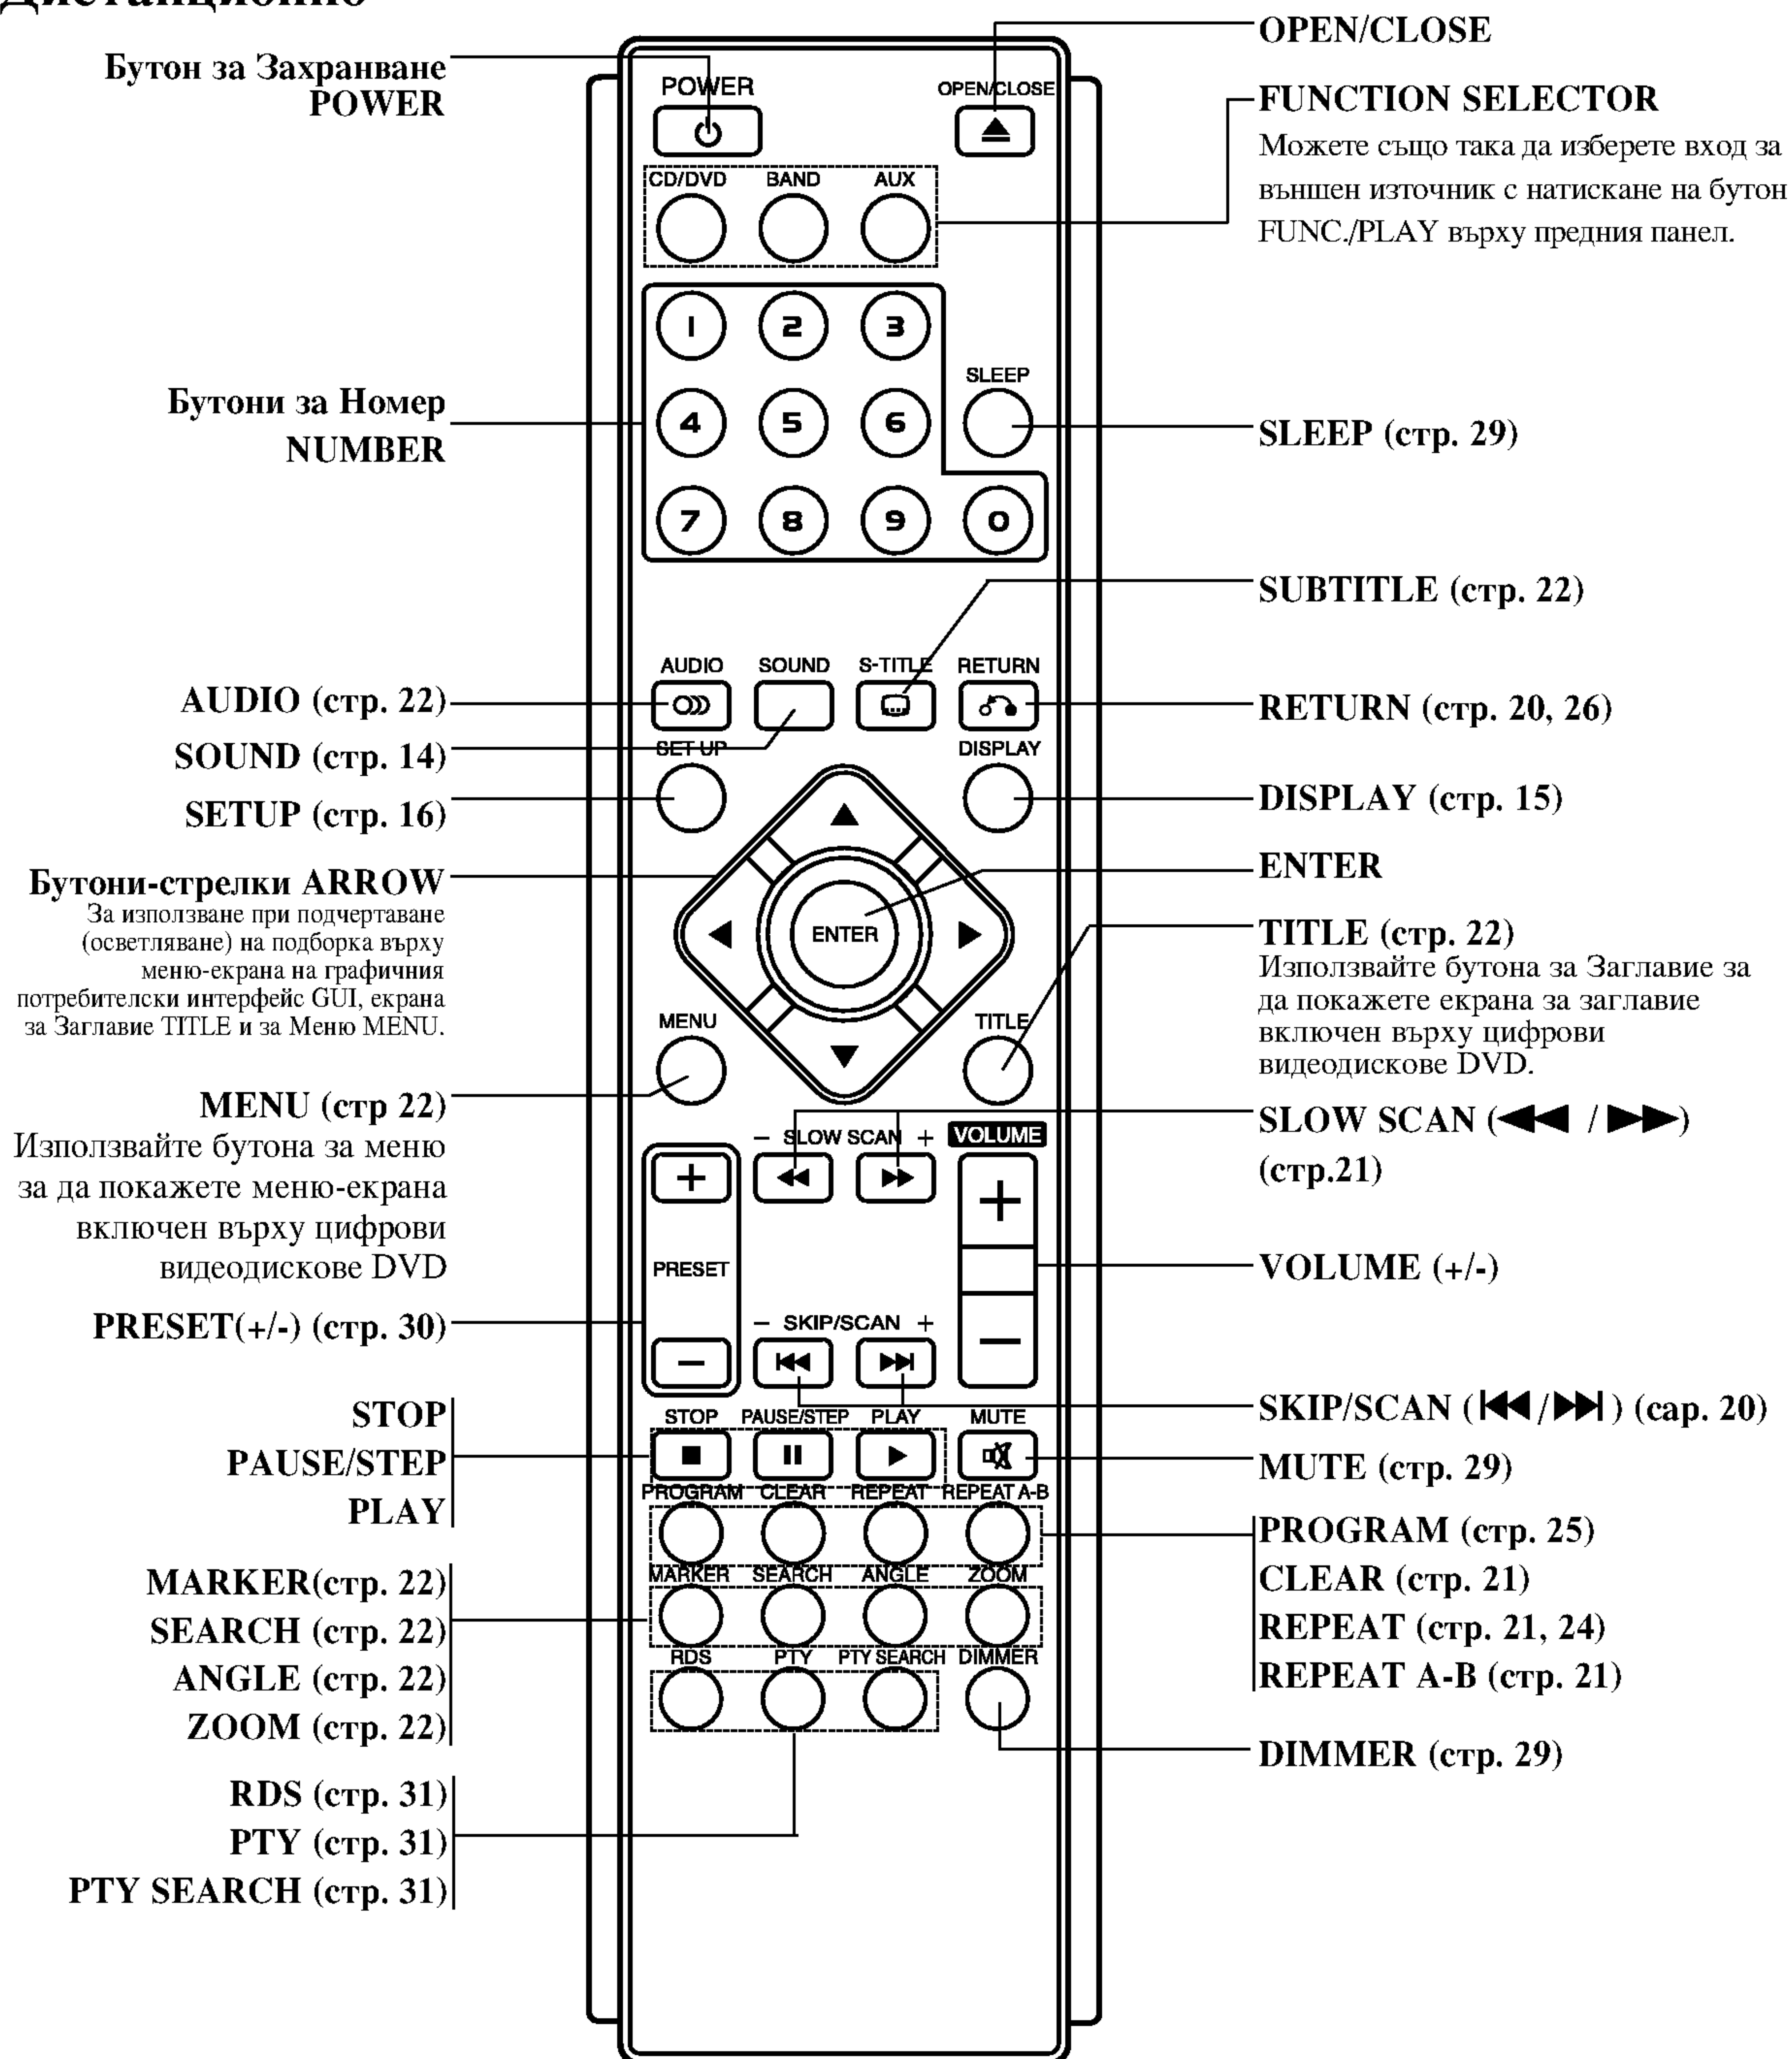 Дистанционно
Бутон за Захранване
POWER
Бутони за Номер
NUMBER
AUDIO (стр. 22)
SOUND (стр. 14)
SETUP (стр. 16)
Бутони-стрелки ARROW
За използване при подчертаване
(осветляване) на подборка върху
меню-екрана на графичния
потребителски интерфейс GUI, екрана
за Заглавие TITLE и за Меню MENU.
MENU (стр 22)
Използвайте бутона за меню
за да покажете меню-екрана
включен върху цифрови
видеодискове DVD
PRESET(+/-) (стр. 30)
STOP
PAUSE/STEP
PLAY
MARKER(стр. 22)
SEARCH (стр. 22)
ANGLE (стр. 22)
ZOOM (стр. 22)
RDS (стр. 31)
PTY (стр. 31)
PTY SEARCH (стр. 31)
POWER OPEN/CLOSE
CD/DVD BAND AUX
1 2 3
SLEEP
4 5 6
7 8 9 0
AUDIO SOUND S-TITLE RETURN
SET UP DISPLAY
ENTER
MENU TITLE
- SLOW SCAN + VOLUME
+ ◀◀ ▶▶ +
PRESET
- SKIP/SCAN +
− |◀◀ ▶▶| −
STOP PAUSE/STEP PLAY MUTE
PROGRAM CLEAR REPEAT REPEAT A-B
MARKER SEARCH ANGLE ZOOM
RDS PTY PTY SEARCH DIMMER
OPEN/CLOSE
FUNCTION SELECTOR
Можете също така да изберете вход за
външен източник с натискане на бутон
FUNC./PLAY върху предния панел.
SLEEP (стр. 29)
SUBTITLE (стр. 22)
RETURN (стр. 20, 26)
DISPLAY (стр. 15)
ENTER
TITLE (стр. 22)
Използвайте бутона за Заглавие за
да покажете екрана за заглавие
включен върху цифрови
видеодискове DVD.
SLOW SCAN (◀◀ / ▶▶)
(стр.21)
VOLUME (+/-)
SKIP/SCAN (|◀◀/▶▶|) (сар. 20)
MUTE (стр. 29)
PROGRAM (стр. 25)
CLEAR (стр. 21)
REPEAT (стр. 21, 24)
REPEAT A-B (стр. 21)
DIMMER (стр. 29)